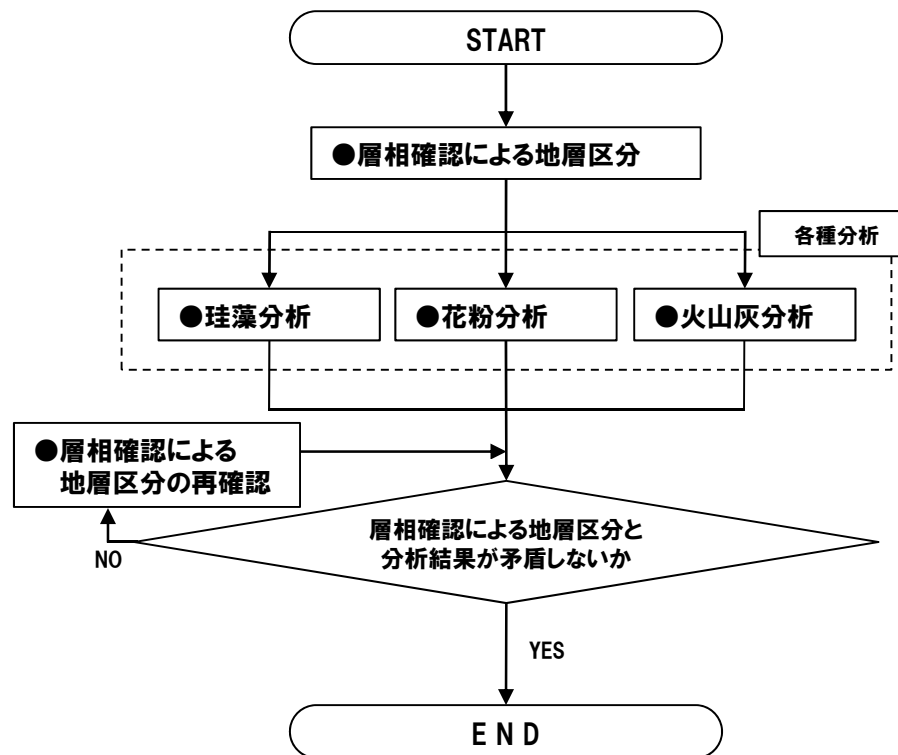 START
●層相確認による地層区分
各種分析
●珪藻分析
●花粉分析
●火山灰分析
●層相確認による
地層区分の再確認
層相確認による地層区分と
分析結果が矛盾しないか
NO
YES
E N D